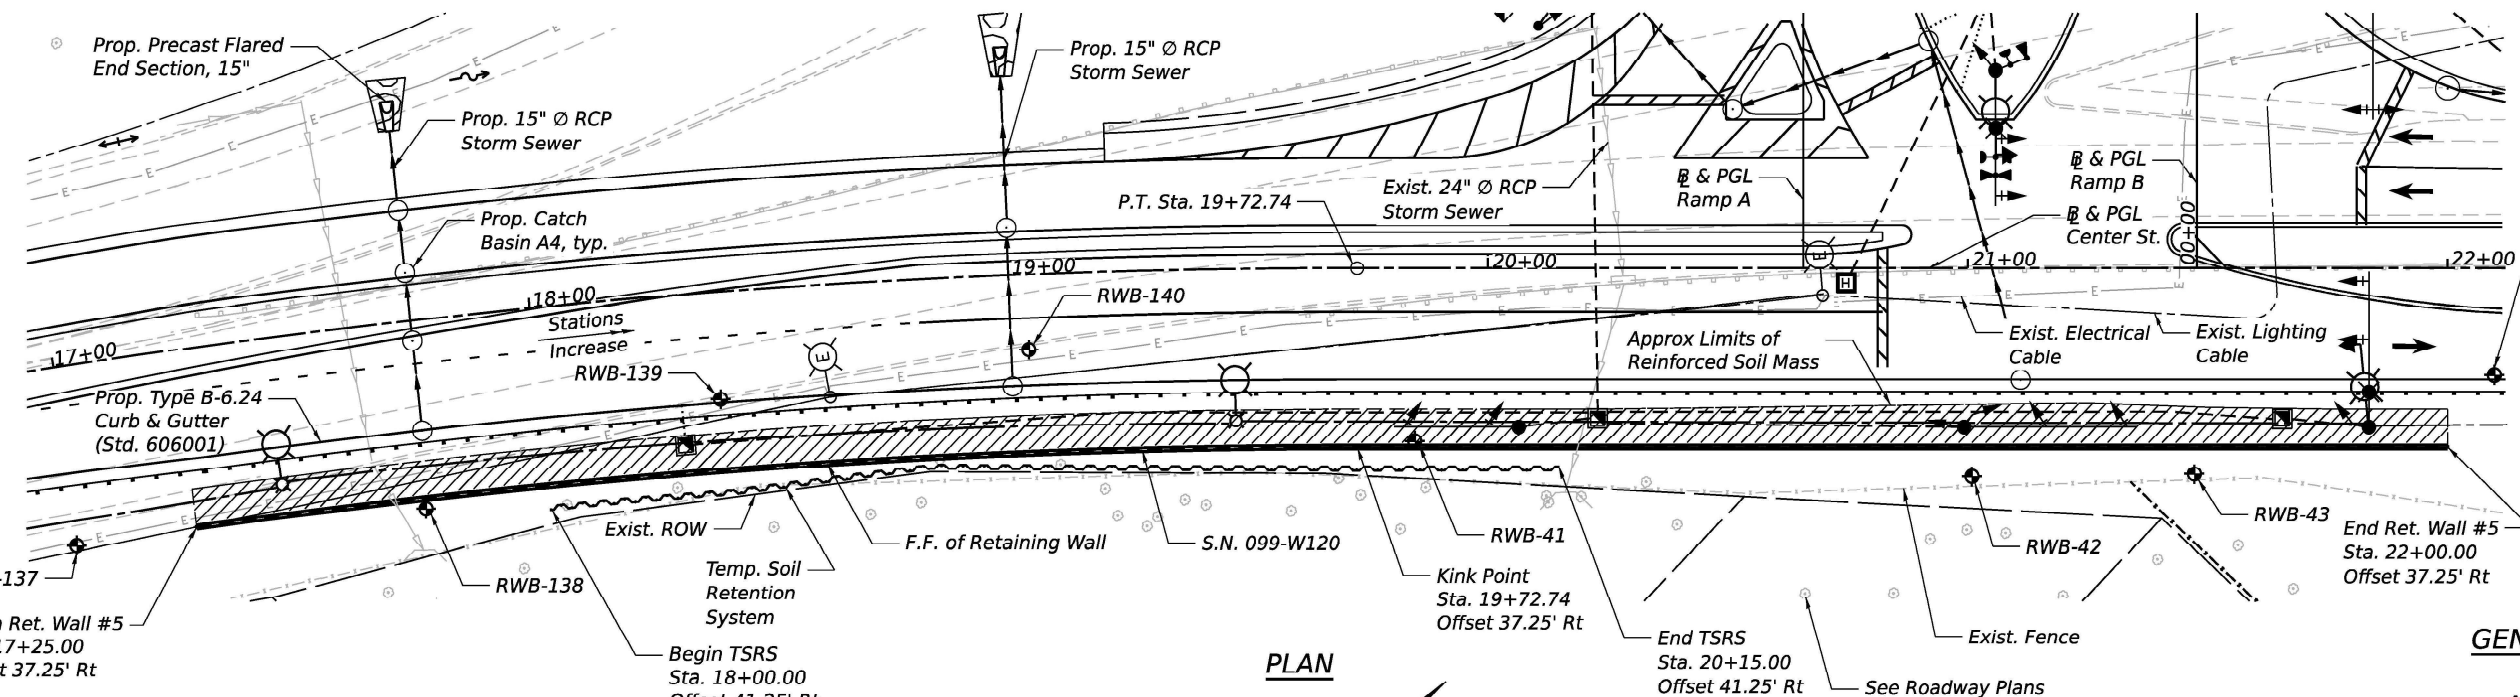 Prop. Precast Flared
End Section, 15"
Prop. 15" Ø RCP
Storm Sewer
Prop. 15" Ø RCP
Storm Sewer
Prop. Catch
Basin A4, typ.
P.T. Sta. 19+72.74
Exist. 24" Ø RCP
Storm Sewer
℄ & PGL
Ramp A
℄ & PGL
Ramp B
℄ & PGL
Center St.
00+00
17+00
18+00
19+00
20+00
21+00
22+00
Stations
Increase
RWB-140
RWB-139
Prop. Type B-6.24
Curb & Gutter
(Std. 606001)
Approx Limits of
Reinforced Soil Mass
Exist. Electrical
Cable
Exist. Lighting
Cable
E
E
E
E
E
E
H
-137
RWB-138
Exist. ROW
Temp. Soil
Retention
System
F.F. of Retaining Wall
S.N. 099-W120
RWB-41
RWB-42
RWB-43
Ret. Wall #5
17+25.00
37.25' Rt
Begin TSRS
Sta. 18+00.00
Offset 41.25' Rt
Kink Point
Sta. 19+72.74
Offset 37.25' Rt
End TSRS
Sta. 20+15.00
Offset 41.25' Rt
Exist. Fence
See Roadway Plans
End Ret. Wall #5
Sta. 22+00.00
Offset 37.25' Rt
PLAN
GEN